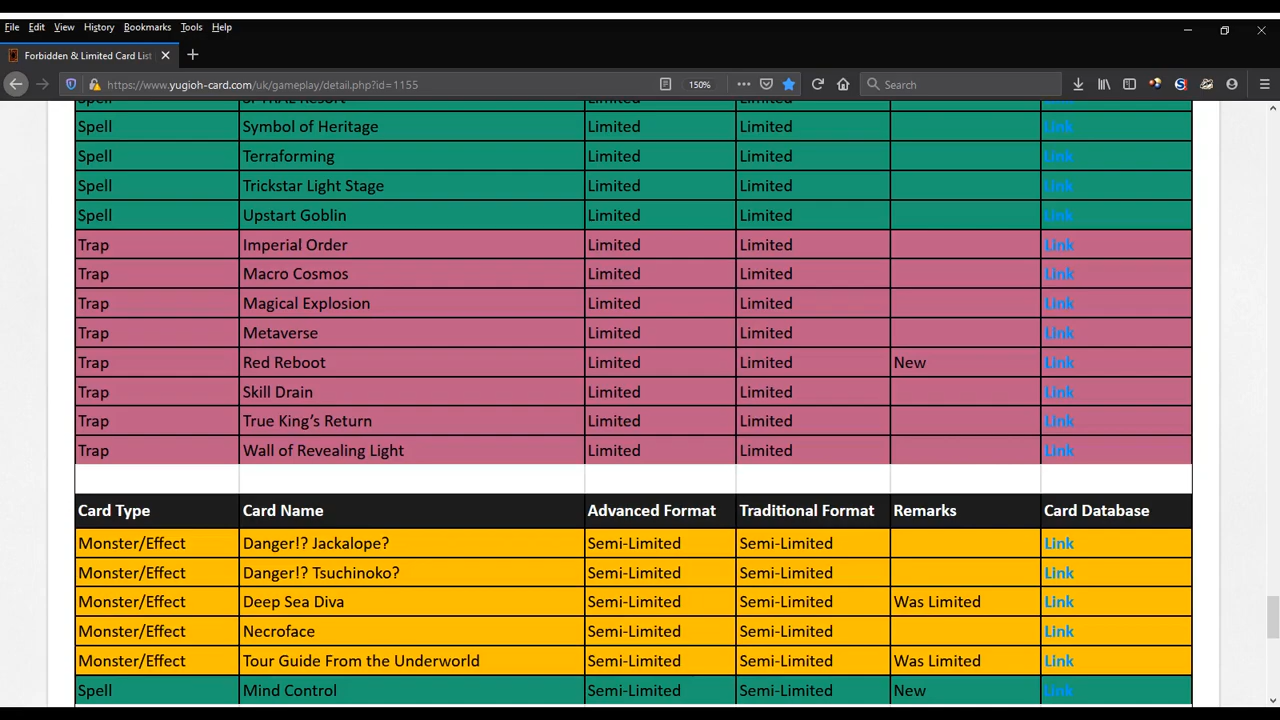 File Edit View History Bookmarks Tools Help
Forbidden & Limited Card List
https://www.yugioh-card.com/uk/gameplay/detail.php?id=1155 150% Search
Spell Limited Limited Link
Spell Symbol of Heritage Limited Limited Link
Spell Terraforming Limited Limited Link
Spell Trickstar Light Stage Limited Limited Link
Spell Upstart Goblin Limited Limited Link
Trap Imperial Order Limited Limited Link
Trap Macro Cosmos Limited Limited Link
Trap Magical Explosion Limited Limited Link
Trap Metaverse Limited Limited Link
Trap Red Reboot Limited Limited New Link
Trap Skill Drain Limited Limited Link
Trap True King’s Return Limited Limited Link
Trap Wall of Revealing Light Limited Limited Link
Card Type Card Name Advanced Format Traditional Format Remarks Card Database
Monster/Effect Danger!? Jackalope? Semi-Limited Semi-Limited Link
Monster/Effect Danger!? Tsuchinoko? Semi-Limited Semi-Limited Link
Monster/Effect Deep Sea Diva Semi-Limited Semi-Limited Was Limited Link
Monster/Effect Necroface Semi-Limited Semi-Limited Link
Monster/Effect Tour Guide From the Underworld Semi-Limited Semi-Limited Was Limited Link
Spell Mind Control Semi-Limited Semi-Limited New Link